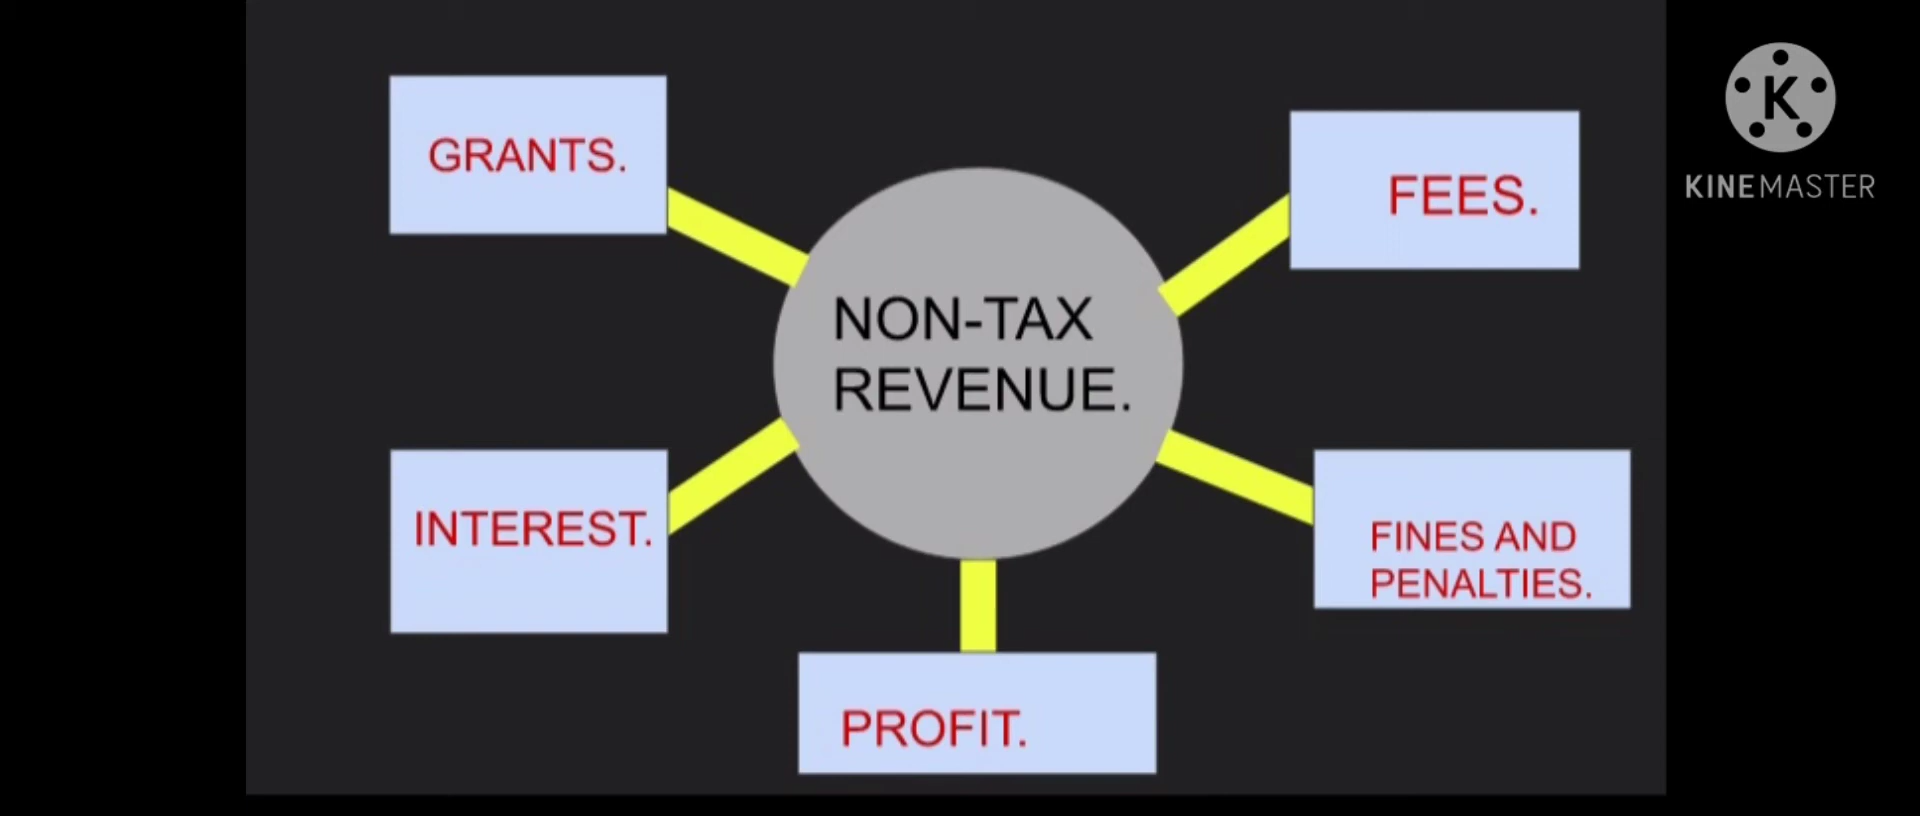 GRANTS.
FEES.
K
KINEMASTER
NON-TAX
REVENUE.
INTEREST.
FINES AND
PENALTIES.
PROFIT.